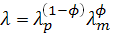 λ = λ_p^(1−ϕ) λ_m^ϕ